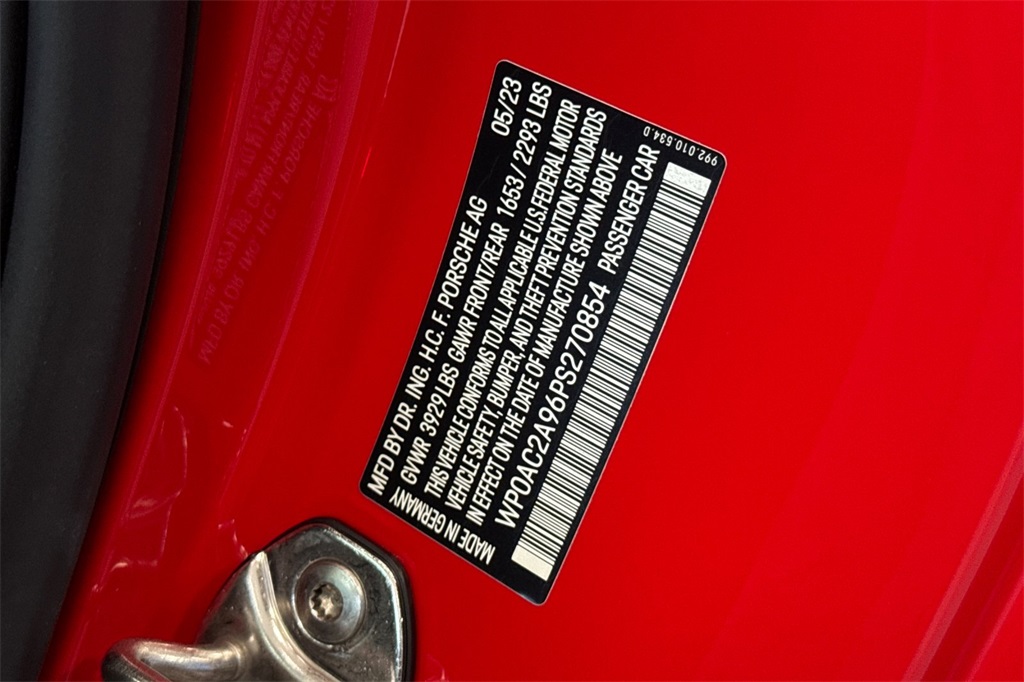 MFD BY DR. ING. H.C. F. PORSCHE AG 05/23
GVWR 3929 LBS GAWR FRONT/REAR 1653 / 2293 LBS
THIS VEHICLE CONFORMS TO ALL APPLICABLE U.S. FEDERAL MOTOR
VEHICLE SAFETY, BUMPER, AND THEFT PREVENTION STANDARDS
IN EFFECT ON THE DATE OF MANUFACTURE SHOWN ABOVE
WP0AC2A96PS270854 PASSENGER CAR
MADE IN GERMANY
992.010.534.D